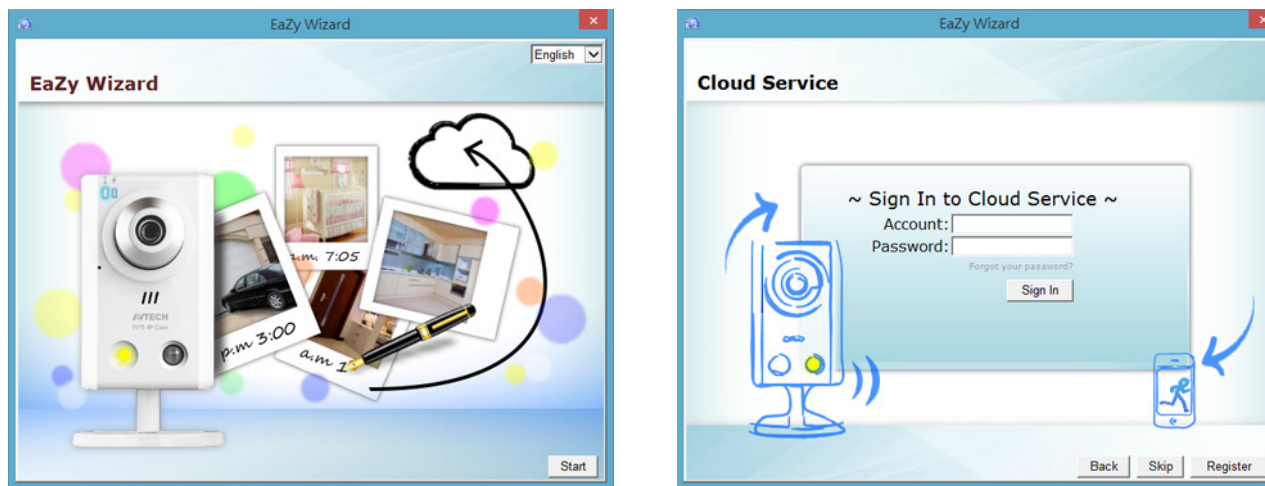 EaZy Wizard
English
EaZy Wizard
a.m. 7:05
AVTECH
p.m 3:00
a.m 1
Start
EaZy Wizard
Cloud Service
~ Sign In to Cloud Service ~
Account:
Password:
Forgot your password?
Sign In
Back Skip Register